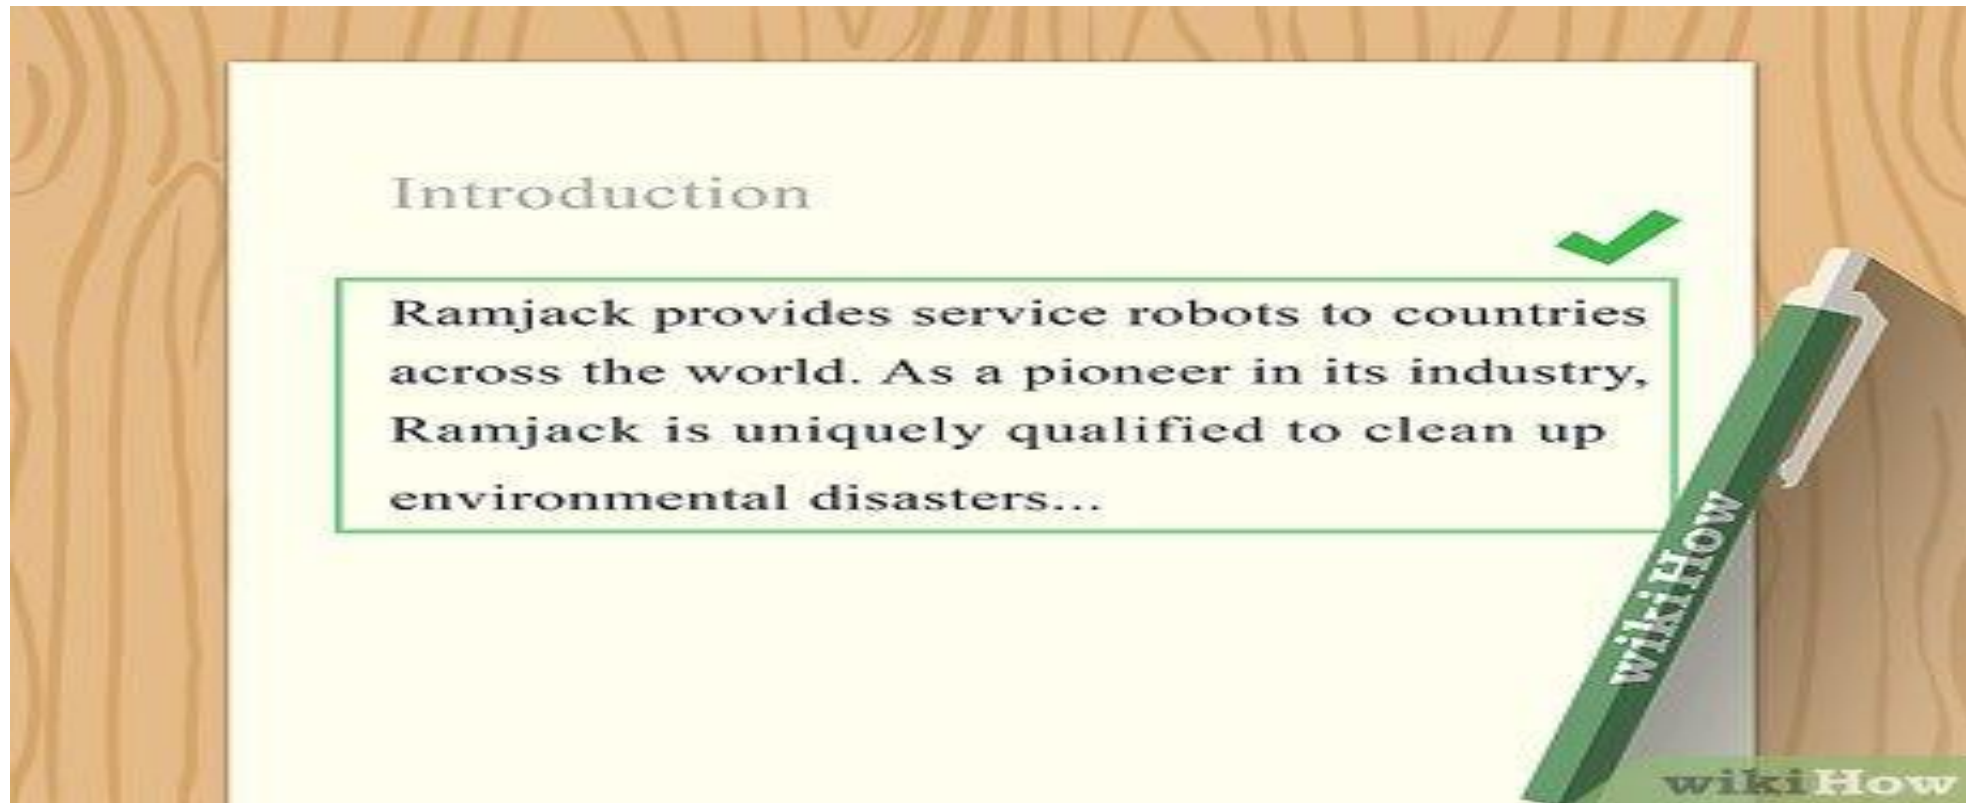 Introduction
Ramjack provides service robots to countries
across the world. As a pioneer in its industry,
Ramjack is uniquely qualified to clean up
environmental disasters...
wikiHow
wikiHow